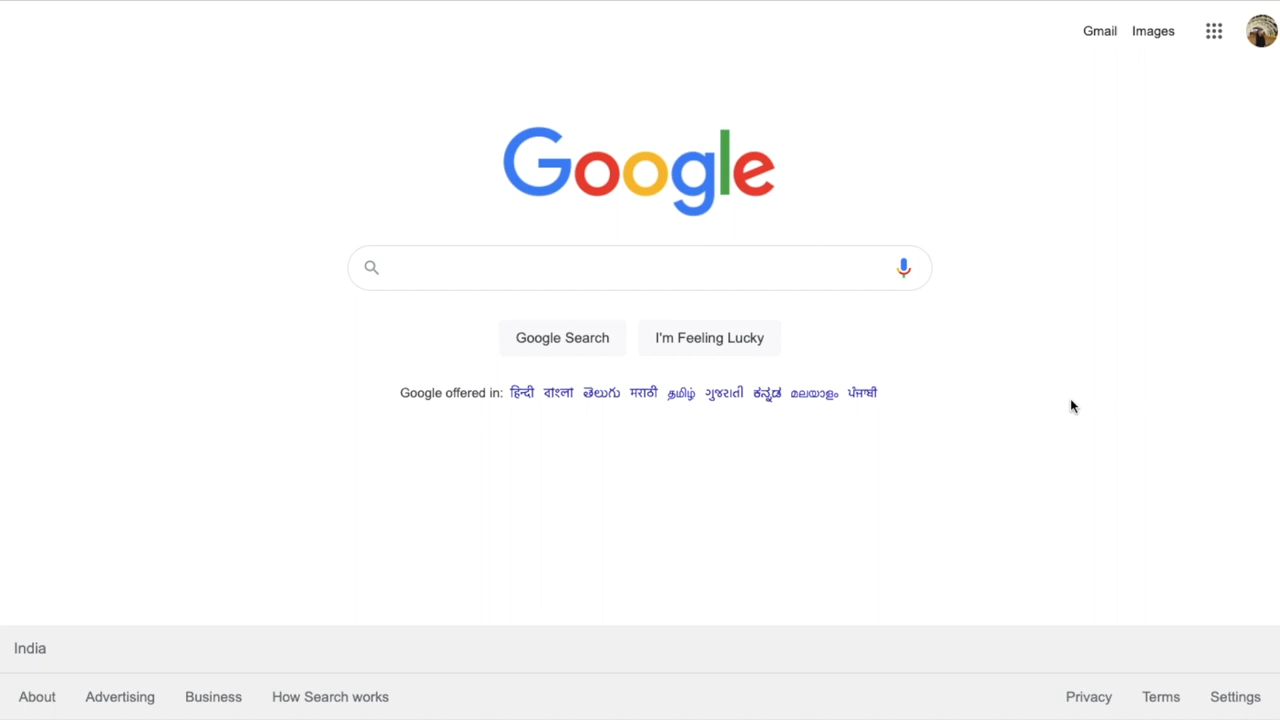 Gmail Images
Google
Google Search I'm Feeling Lucky
Google offered in: हिन्दी বাংলা తెలుగు मराठी தமிழ் ગુજરાતી ಕನ್ನಡ മലയാളം ਪੰਜਾਬੀ
India
About Advertising Business How Search works Privacy Terms Settings